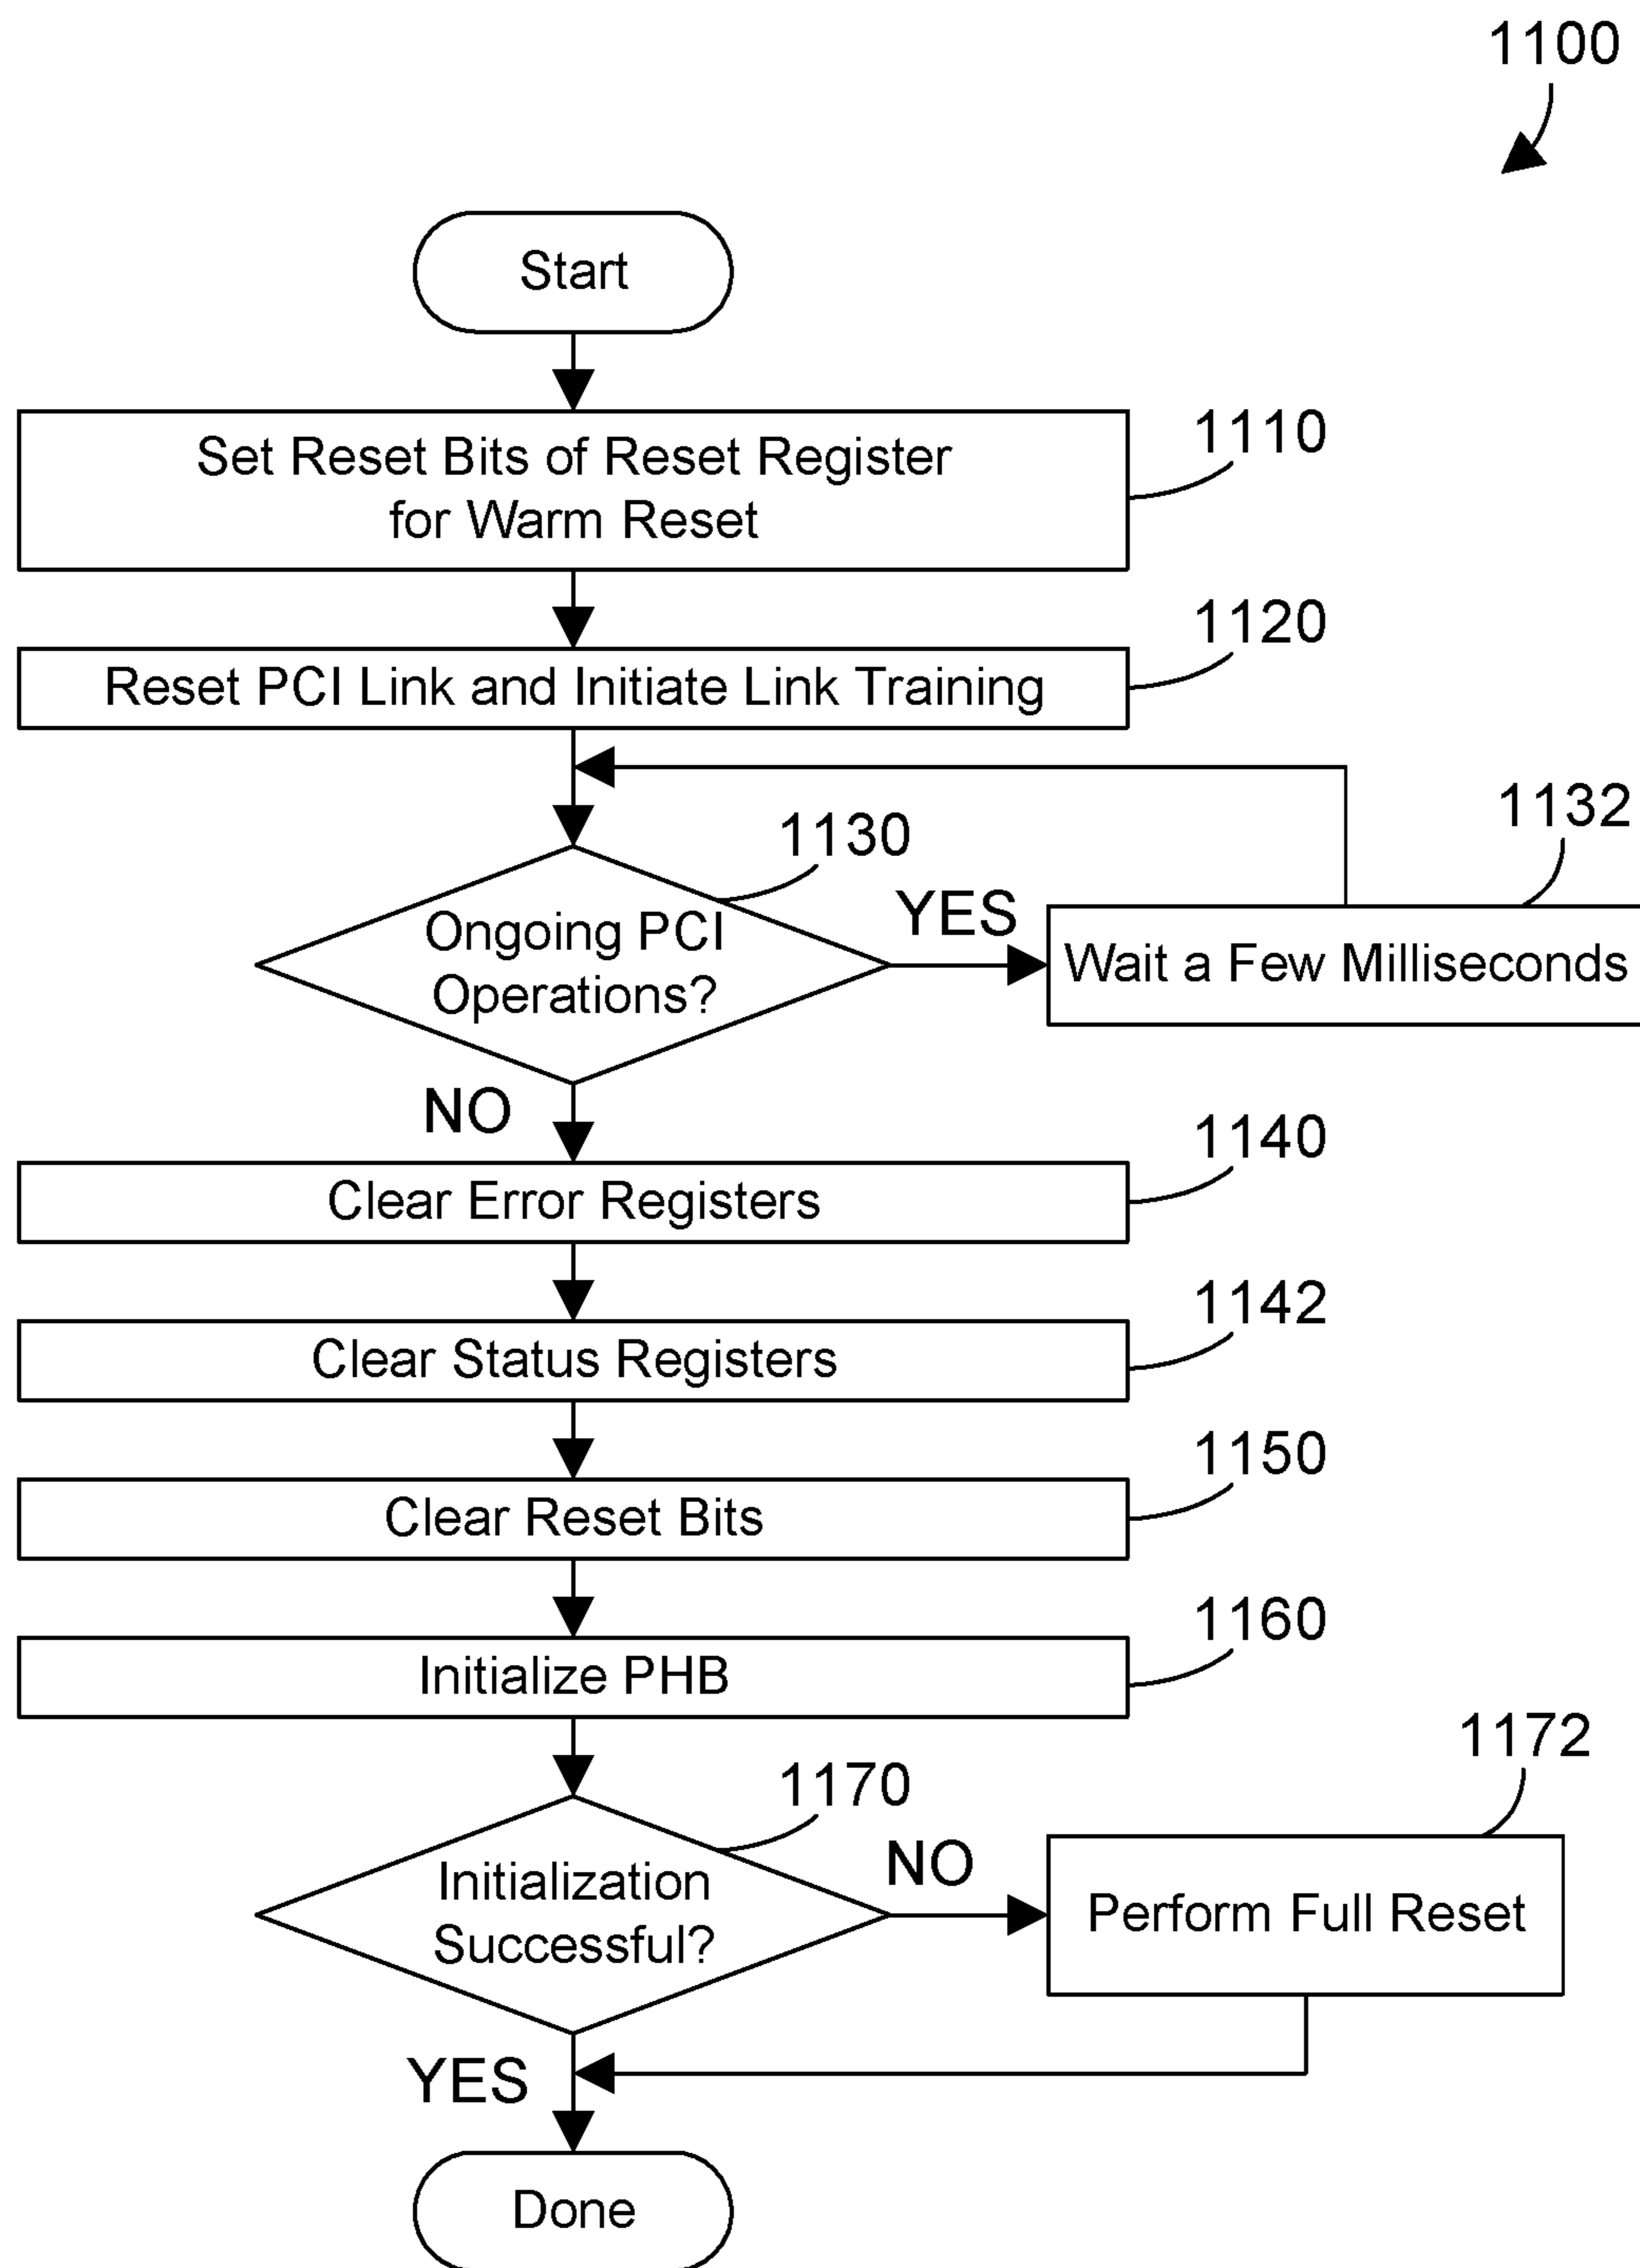 1100
Start
Set Reset Bits of Reset Register
for Warm Reset
1110
Reset PCI Link and Initiate Link Training
1120
Ongoing PCI
Operations?
1130
YES
Wait a Few Milliseconds
1132
NO
Clear Error Registers
1140
Clear Status Registers
1142
Clear Reset Bits
1150
Initialize PHB
1160
Initialization
Successful?
1170
NO
Perform Full Reset
1172
YES
Done